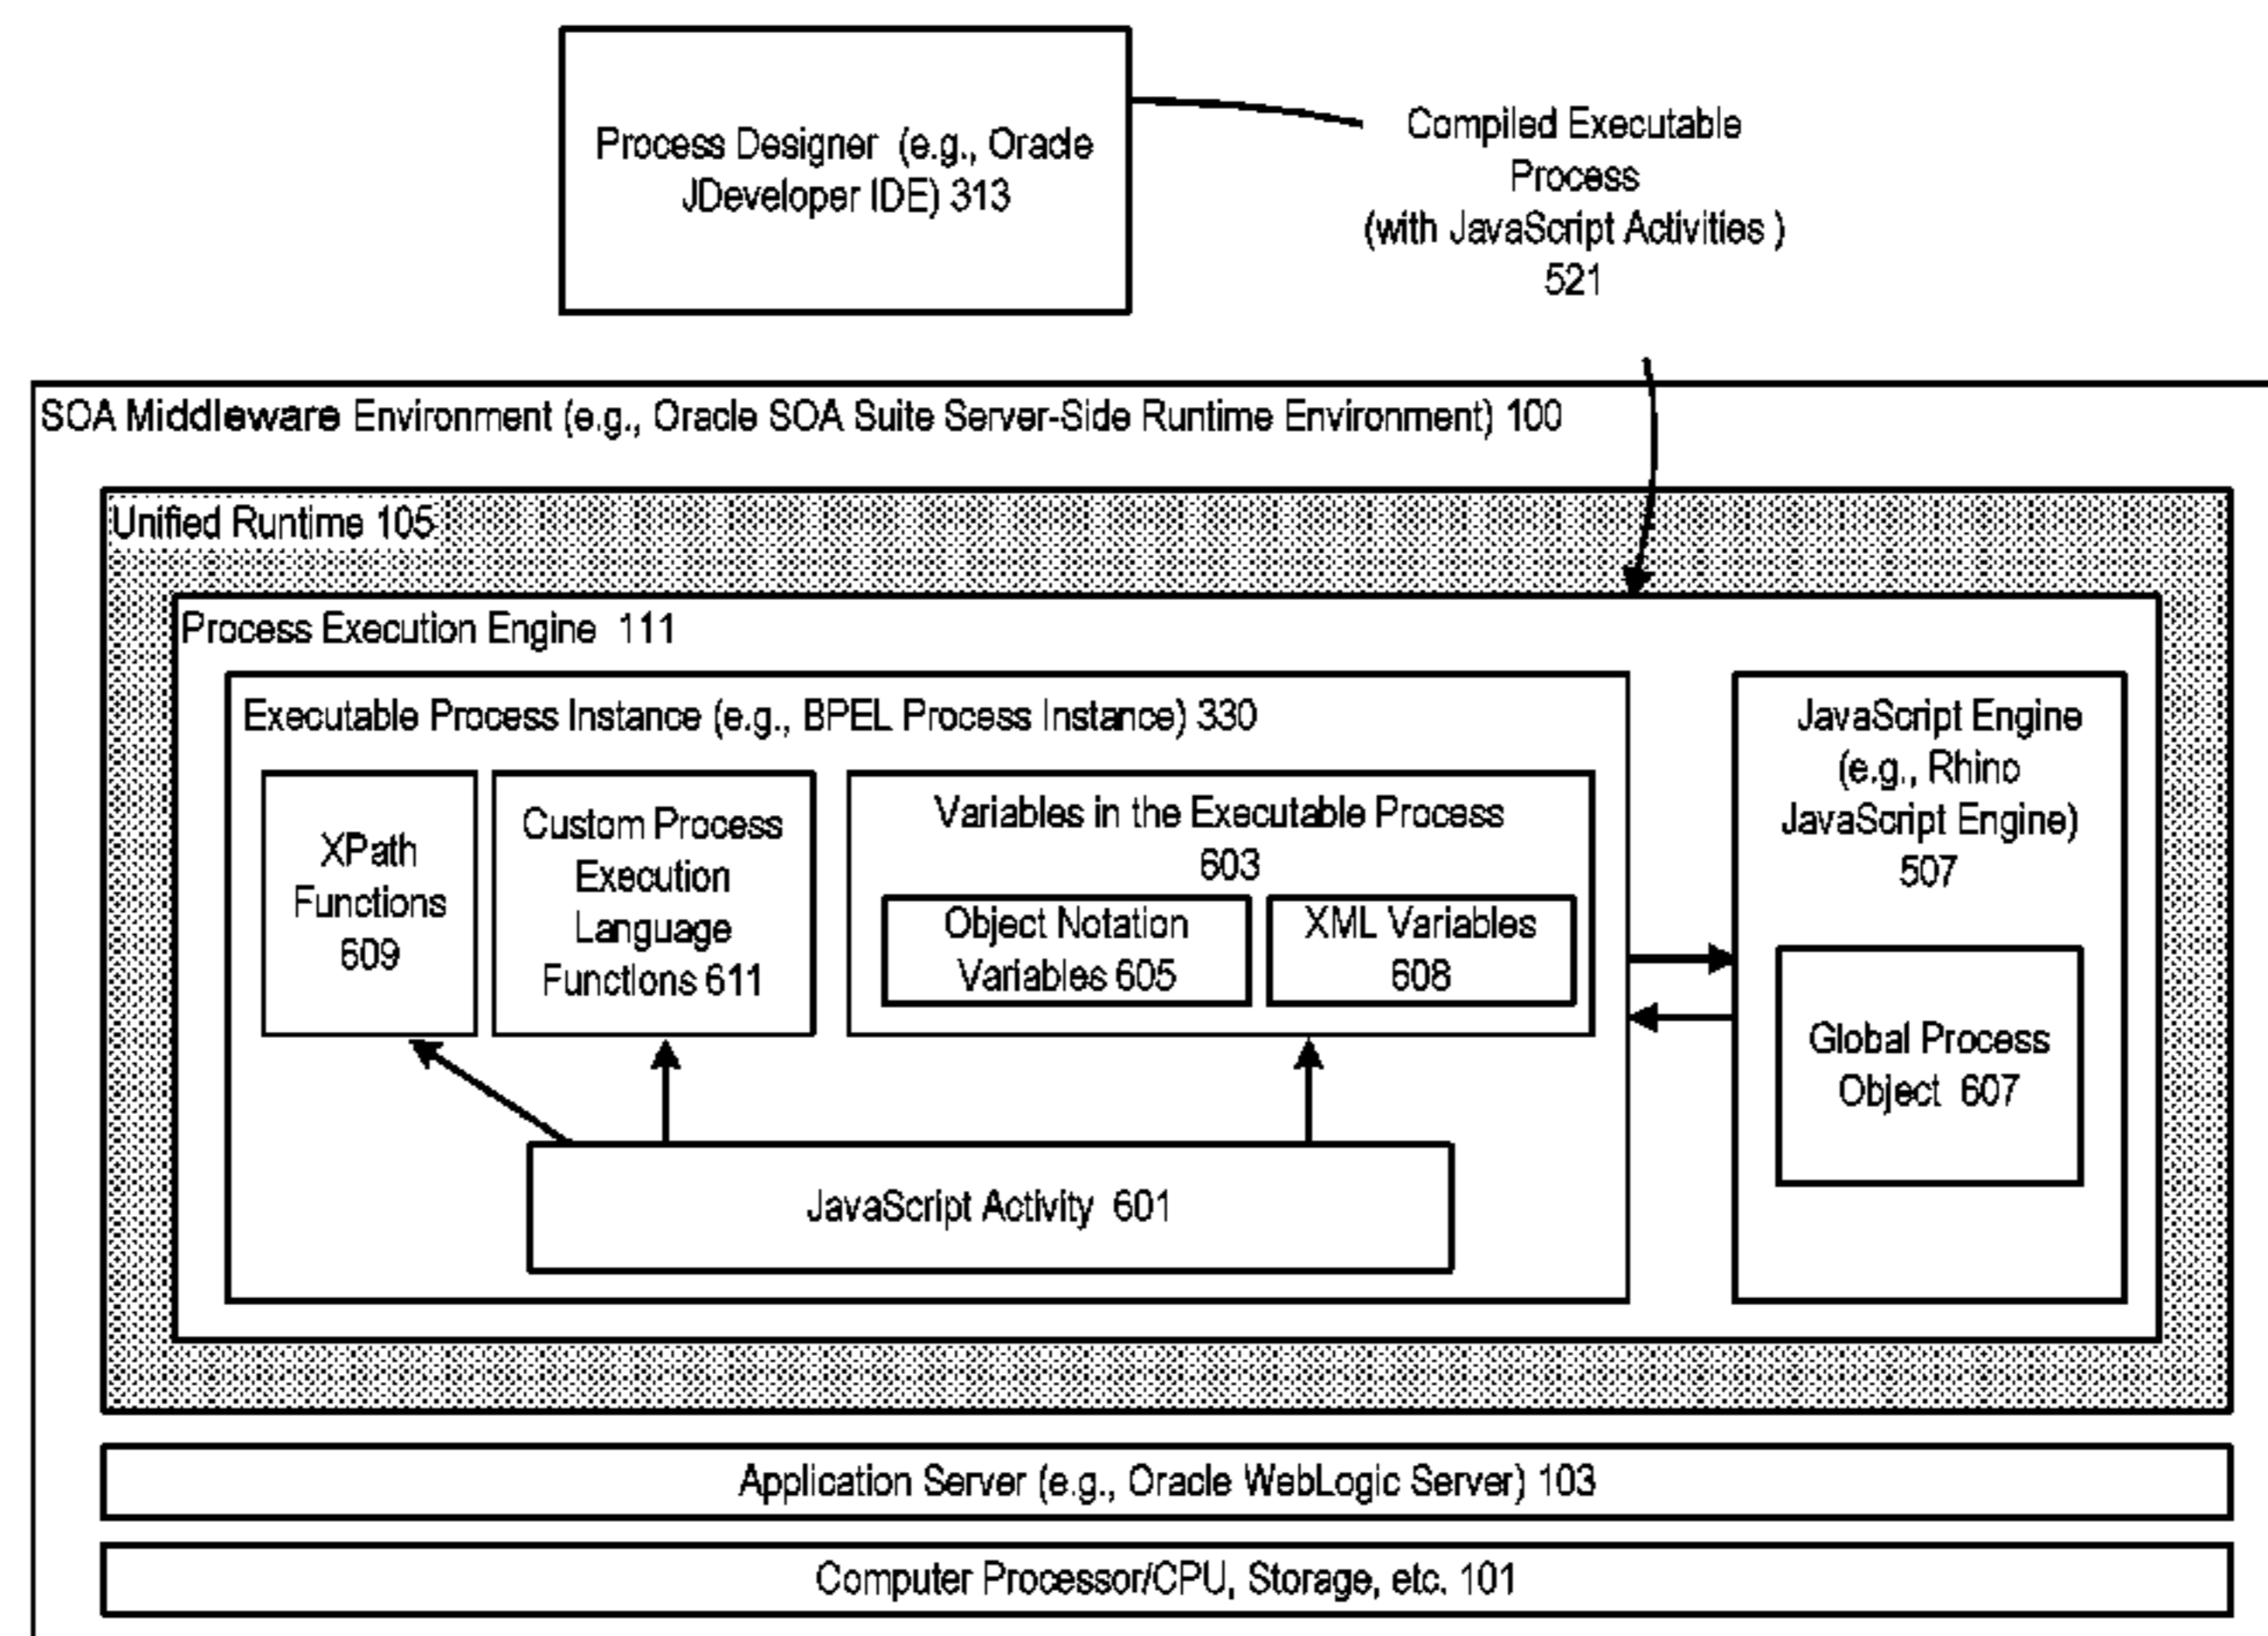 Process Designer (e.g., Oracle
JDeveloper IDE) 313
Compiled Executable
Process
(with JavaScript Activities )
521
SOA Middleware Environment (e.g., Oracle SOA Suite Server-Side Runtime Environment) 100
Unified Runtime 105
Process Execution Engine 111
Executable Process Instance (e.g., BPEL Process Instance) 330
XPath
Functions
609
Custom Process
Execution
Language
Functions 611
Variables in the Executable Process
603
Object Notation
Variables 605
XML Variables
608
JavaScript Activity 601
JavaScript Engine
(e.g., Rhino
JavaScript Engine)
507
Global Process
Object 607
Application Server (e.g., Oracle WebLogic Server) 103
Computer Processor/CPU, Storage, etc. 101